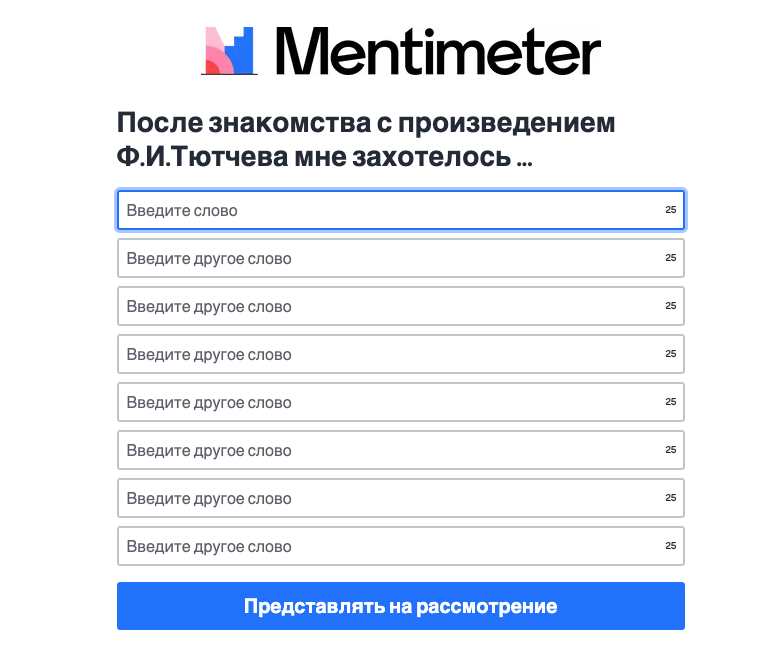 Mentimeter
После знакомства с произведением
Ф.И.Тютчева мне захотелось ...
Введите слово 25
Введите другое слово 25
Введите другое слово 25
Введите другое слово 25
Введите другое слово 25
Введите другое слово 25
Введите другое слово 25
Введите другое слово 25
Представлять на рассмотрение